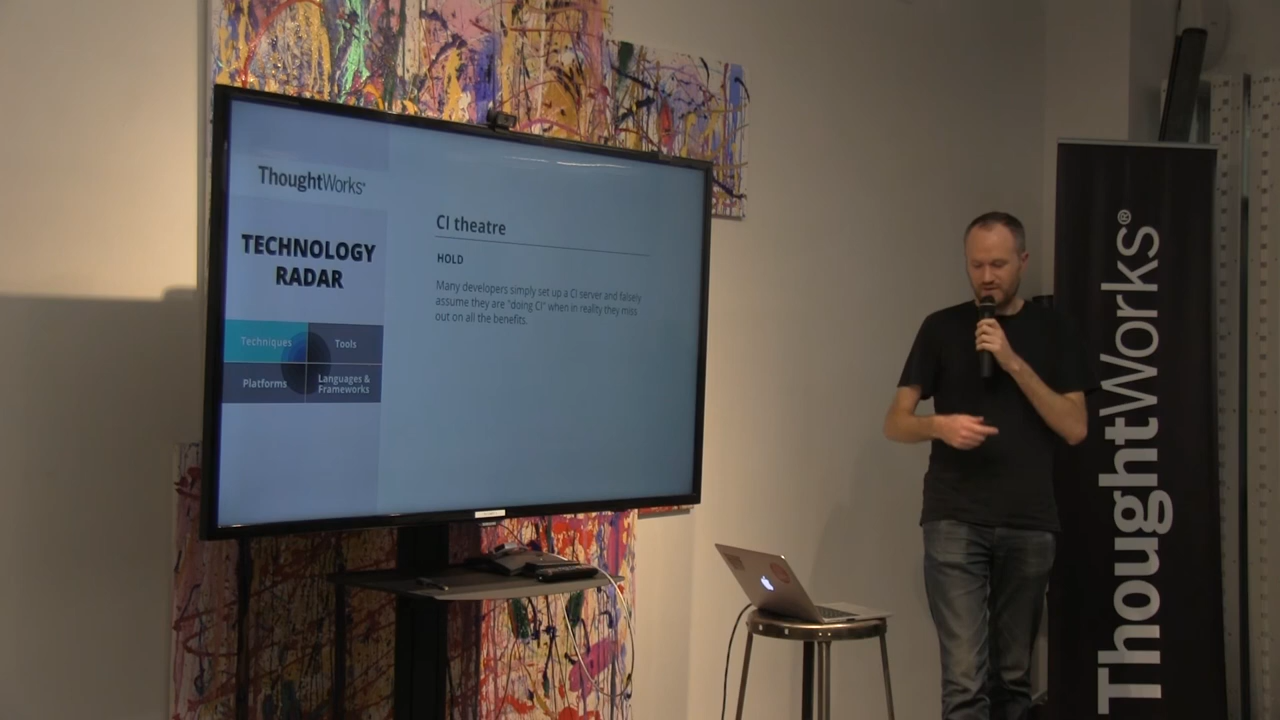 ThoughtWorks®
TECHNOLOGY
RADAR
Techniques
Tools
Platforms
Languages &
Frameworks
CI theatre
HOLD
Many developers simply set up a CI server and falsely
assume they are "doing CI" when in reality they miss
out on all the benefits.
ThoughtWorks®